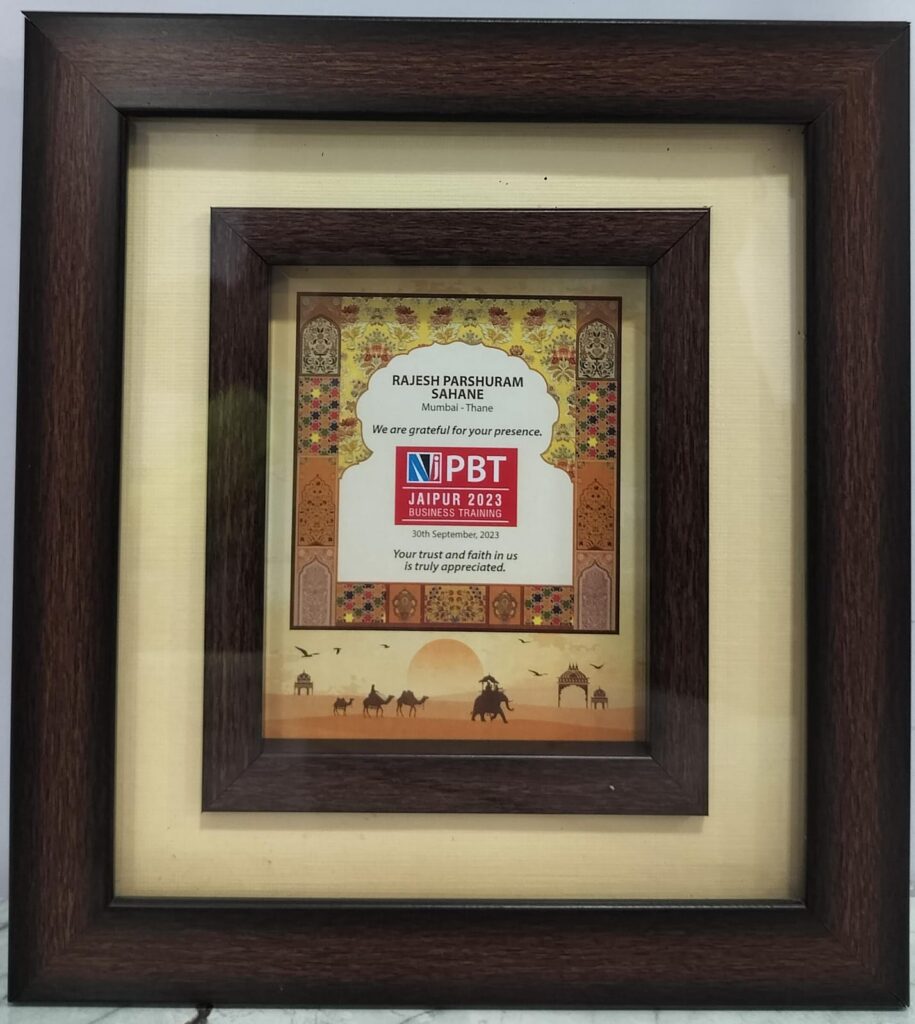 RAJESH PARSHURAM
SAHANE
Mumbai - Thane
We are grateful for your presence.
Nj PBT
JAIPUR 2023
BUSINESS TRAINING
30th September, 2023
Your trust and faith in us
is truly appreciated.